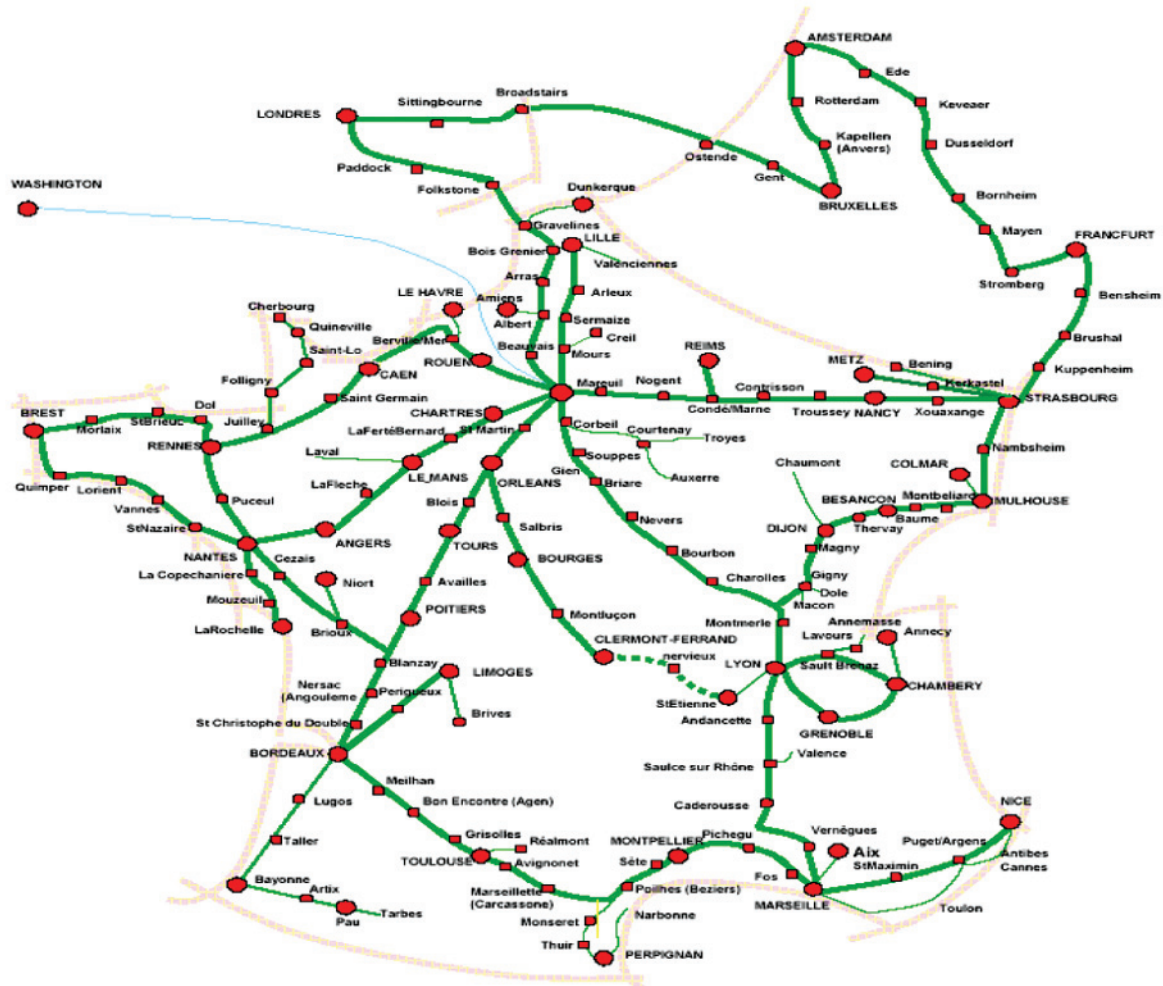 AMSTERDAM
Ede
Rotterdam
Keveaer
Broadstairs
Sittingbourne
LONDRES
Kapellen
(Anvers)
Dusseldorf
Ostende
Gent
Paddock
Folkstone
Dunkerque
BRUXELLES
Bornheim
WASHINGTON
Gravelines
Mayen
FRANCFURT
LILLE
Bois Grenier
Valenciennes
Stromberg
Arras
Arleux
Bensheim
LE HAVRE
Amiens
Cherbourg
Albert
Sermaize
Quineville
Creil
Brushal
Berville/Mer
Beauvais
Mours
REIMS
METZ
Bening
Saint-Lo
ROUEN
Kuppenheim
CAEN
Folligny
Mareuil
Nogent
Contrisson
Kerkastel
Saint Germain
CHARTRES
Condé/Marne
Troussey
NANCY
Xouaxange
STRASBOURG
BREST
StBrieuc
Dol
Juilley
LaFertéBernard
St Martin
Corbeil
Courtenay
Troyes
Morlaix
RENNES
Laval
Souppes
Nambsheim
Chaumont
COLMAR
Gien
Auxerre
Quimper
Lorient
LE MANS
ORLEANS
Briare
LaFleche
Puceul
Blois
BESANCON
Montbeliard
MULHOUSE
Vannes
Nevers
Salbris
DIJON
Thervay
Baume
StNazaire
ANGERS
TOURS
NANTES
Cezais
Bourbon
Magny
BOURGES
La Copechaniere
Niort
Availles
Charolles
Gigny
Dole
Macon
Mouzeuil
POITIERS
Montluçon
Montmerle
Annemasse
LaRochelle
Brioux
CLERMONT-FERRAND
Lavours
Annecy
nervieux
LYON
Sault Brenaz
Blanzay
LIMOGES
CHAMBERY
Nersac
(Angouleme
Perigueux
StEtienne
St Christophe du Double
Brives
Andancette
GRENOBLE
BORDEAUX
Valence
Saulce sur Rhône
Meilhan
Lugos
Bon Encontre (Agen)
Caderousse
NICE
Grisolles
Réalmont
MONTPELLIER
Pichegu
Vernègues
Puget/Argens
Taller
Aix
TOULOUSE
Avignonet
Sète
StMaximin
Antibes
Cannes
Bayonne
Artix
Marseillette
(Carcassone)
Poilhes (Beziers)
Fos
MARSEILLE
Tarbes
Pau
Monseret
Narbonne
Toulon
Thuir
PERPIGNAN